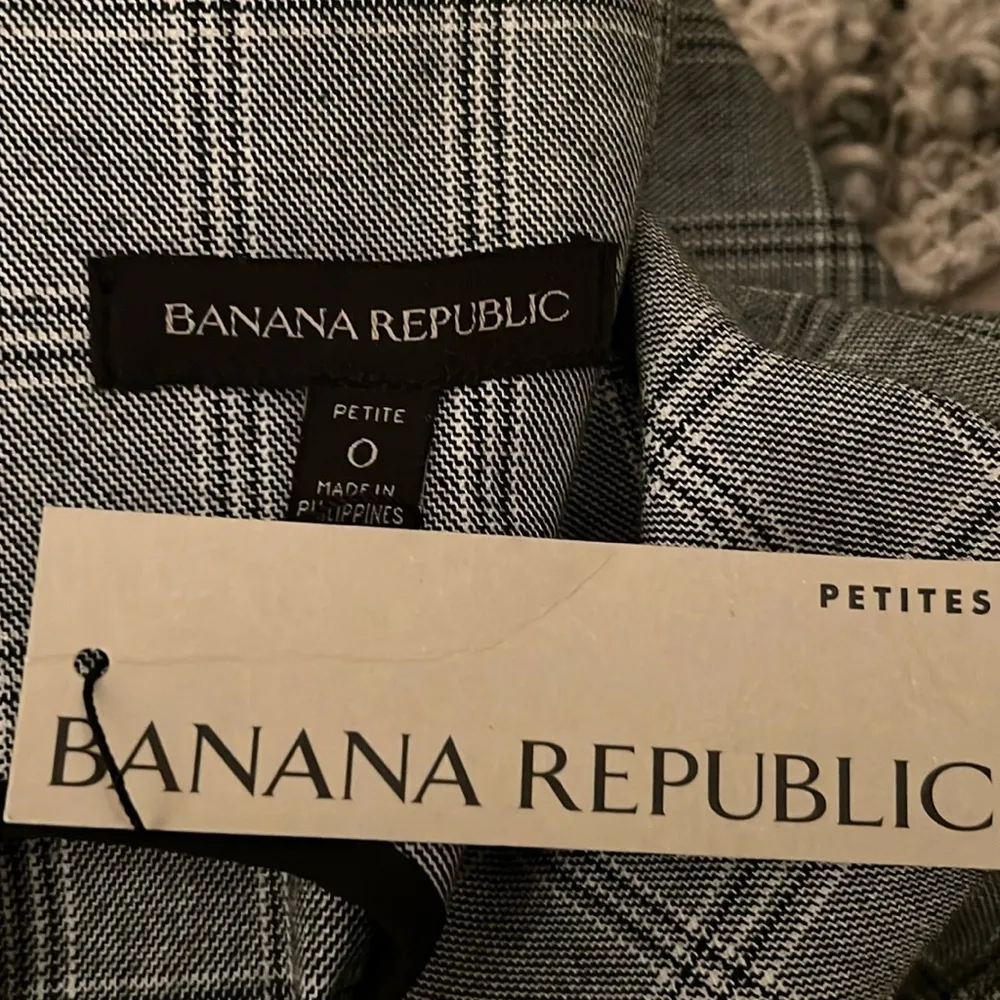 BANANA REPUBLIC
PETITE
0
MADE IN
PHILIPPINES
PETITES
BANANA REPUBLIC